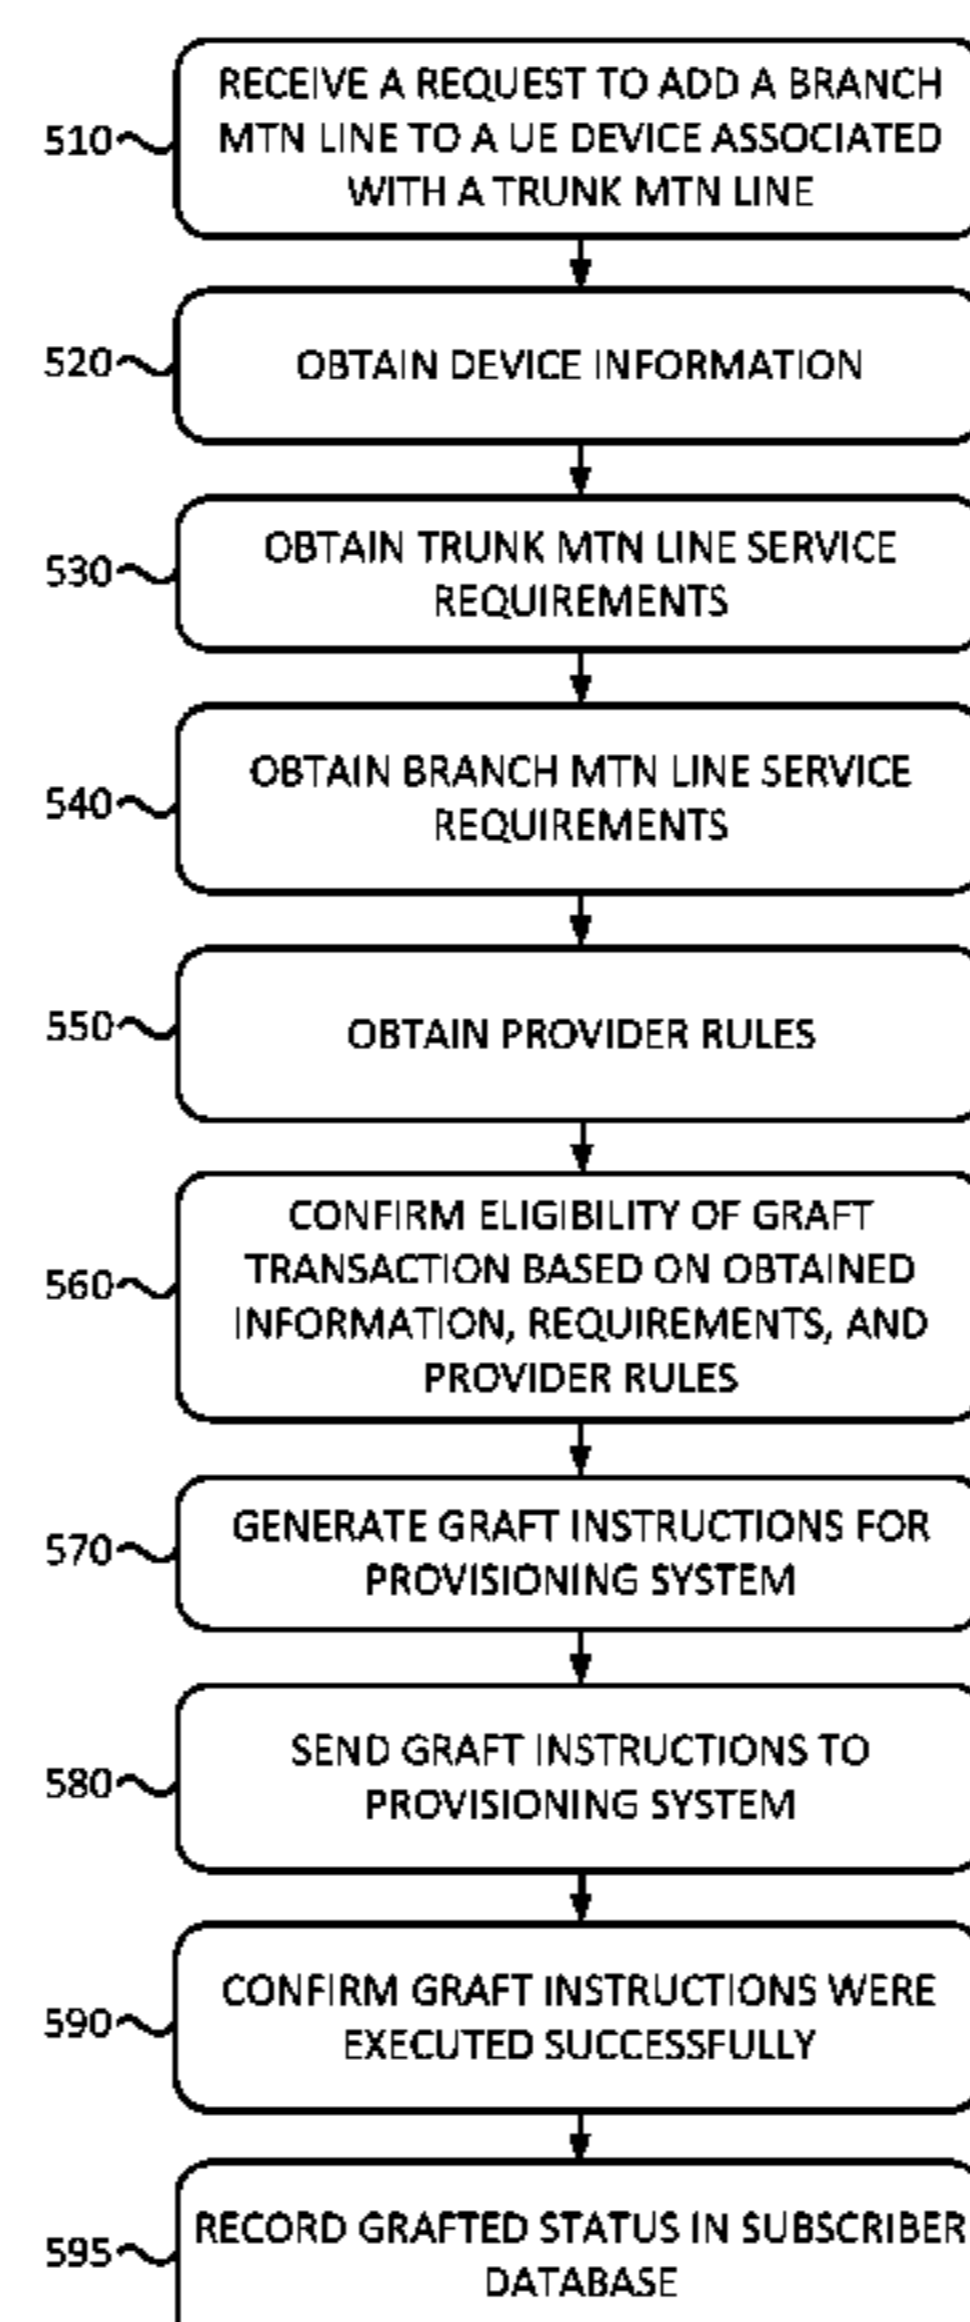 510
RECEIVE A REQUEST TO ADD A BRANCH
MTN LINE TO A UE DEVICE ASSOCIATED
WITH A TRUNK MTN LINE
520
OBTAIN DEVICE INFORMATION
530
OBTAIN TRUNK MTN LINE SERVICE
REQUIREMENTS
540
OBTAIN BRANCH MTN LINE SERVICE
REQUIREMENTS
550
OBTAIN PROVIDER RULES
560
CONFIRM ELIGIBILITY OF GRAFT
TRANSACTION BASED ON OBTAINED
INFORMATION, REQUIREMENTS, AND
PROVIDER RULES
570
GENERATE GRAFT INSTRUCTIONS FOR
PROVISIONING SYSTEM
580
SEND GRAFT INSTRUCTIONS TO
PROVISIONING SYSTEM
590
CONFIRM GRAFT INSTRUCTIONS WERE
EXECUTED SUCCESSFULLY
595
RECORD GRAFTED STATUS IN SUBSCRIBER
DATABASE